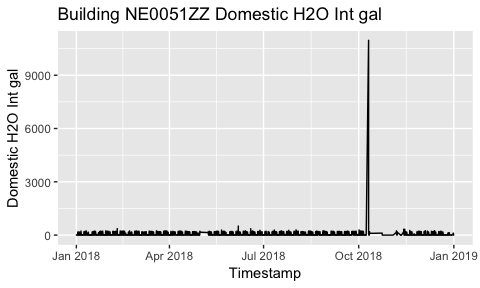 Building NE0051ZZ Domestic H2O Int gal
Domestic H2O Int gal
9000
6000
3000
0
Jan 2018 Apr 2018 Jul 2018 Oct 2018 Jan 2019
Timestamp